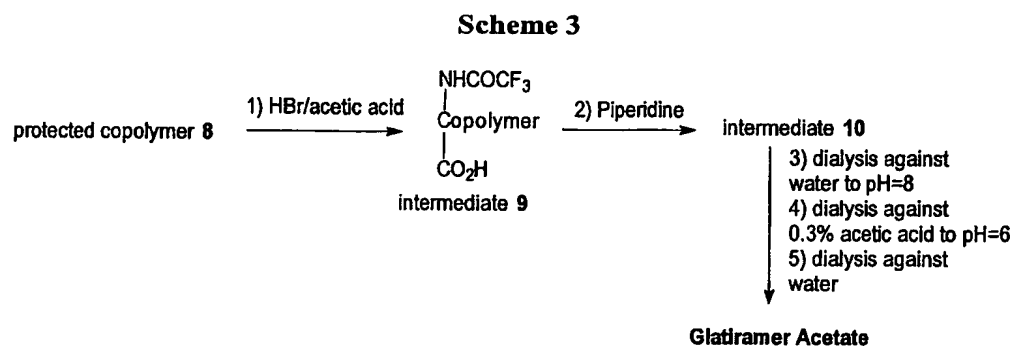 Scheme 3
protected copolymer 8
1) HBr/acetic acid
NHCOCF3
Copolymer
CO2H
intermediate 9
2) Piperidine
intermediate 10
3) dialysis against
water to pH=8
4) dialysis against
0.3% acetic acid to pH=6
5) dialysis against
water
Glatiramer Acetate